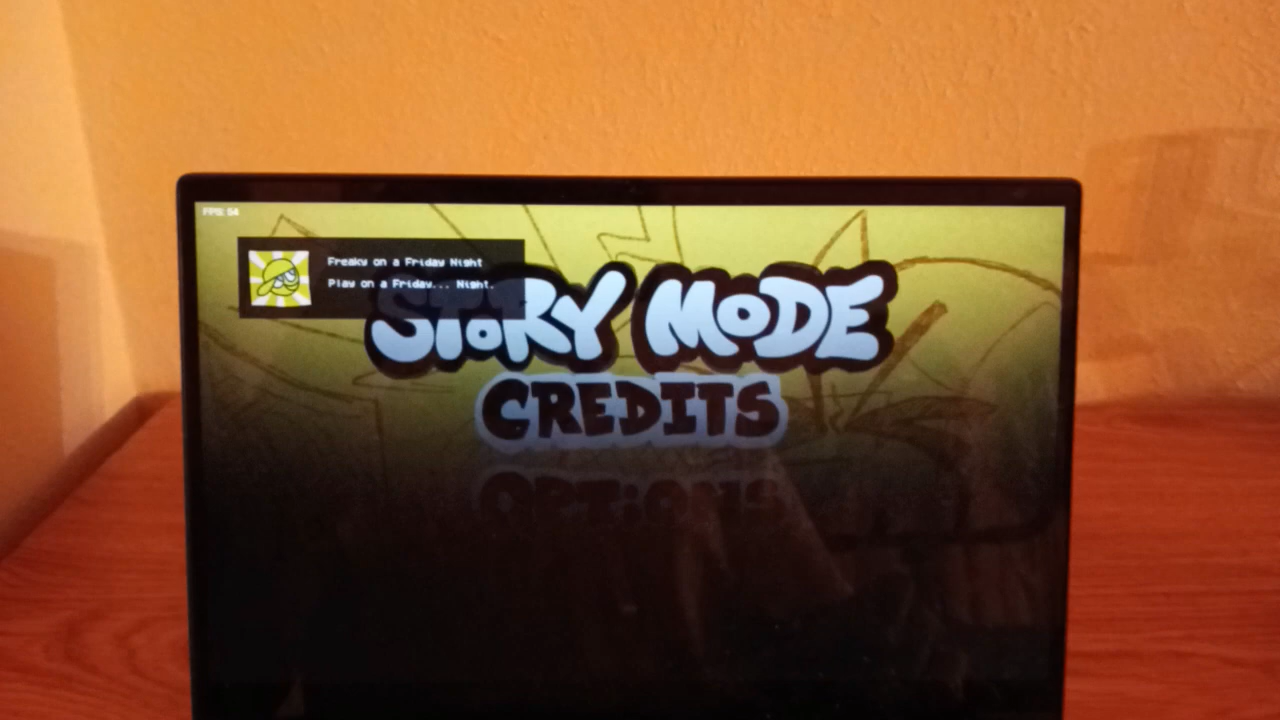 FPS: 54
Freaky on a Friday Night
Play on a Friday... Night.
STORY MODE
CREDITS
OPTIONS